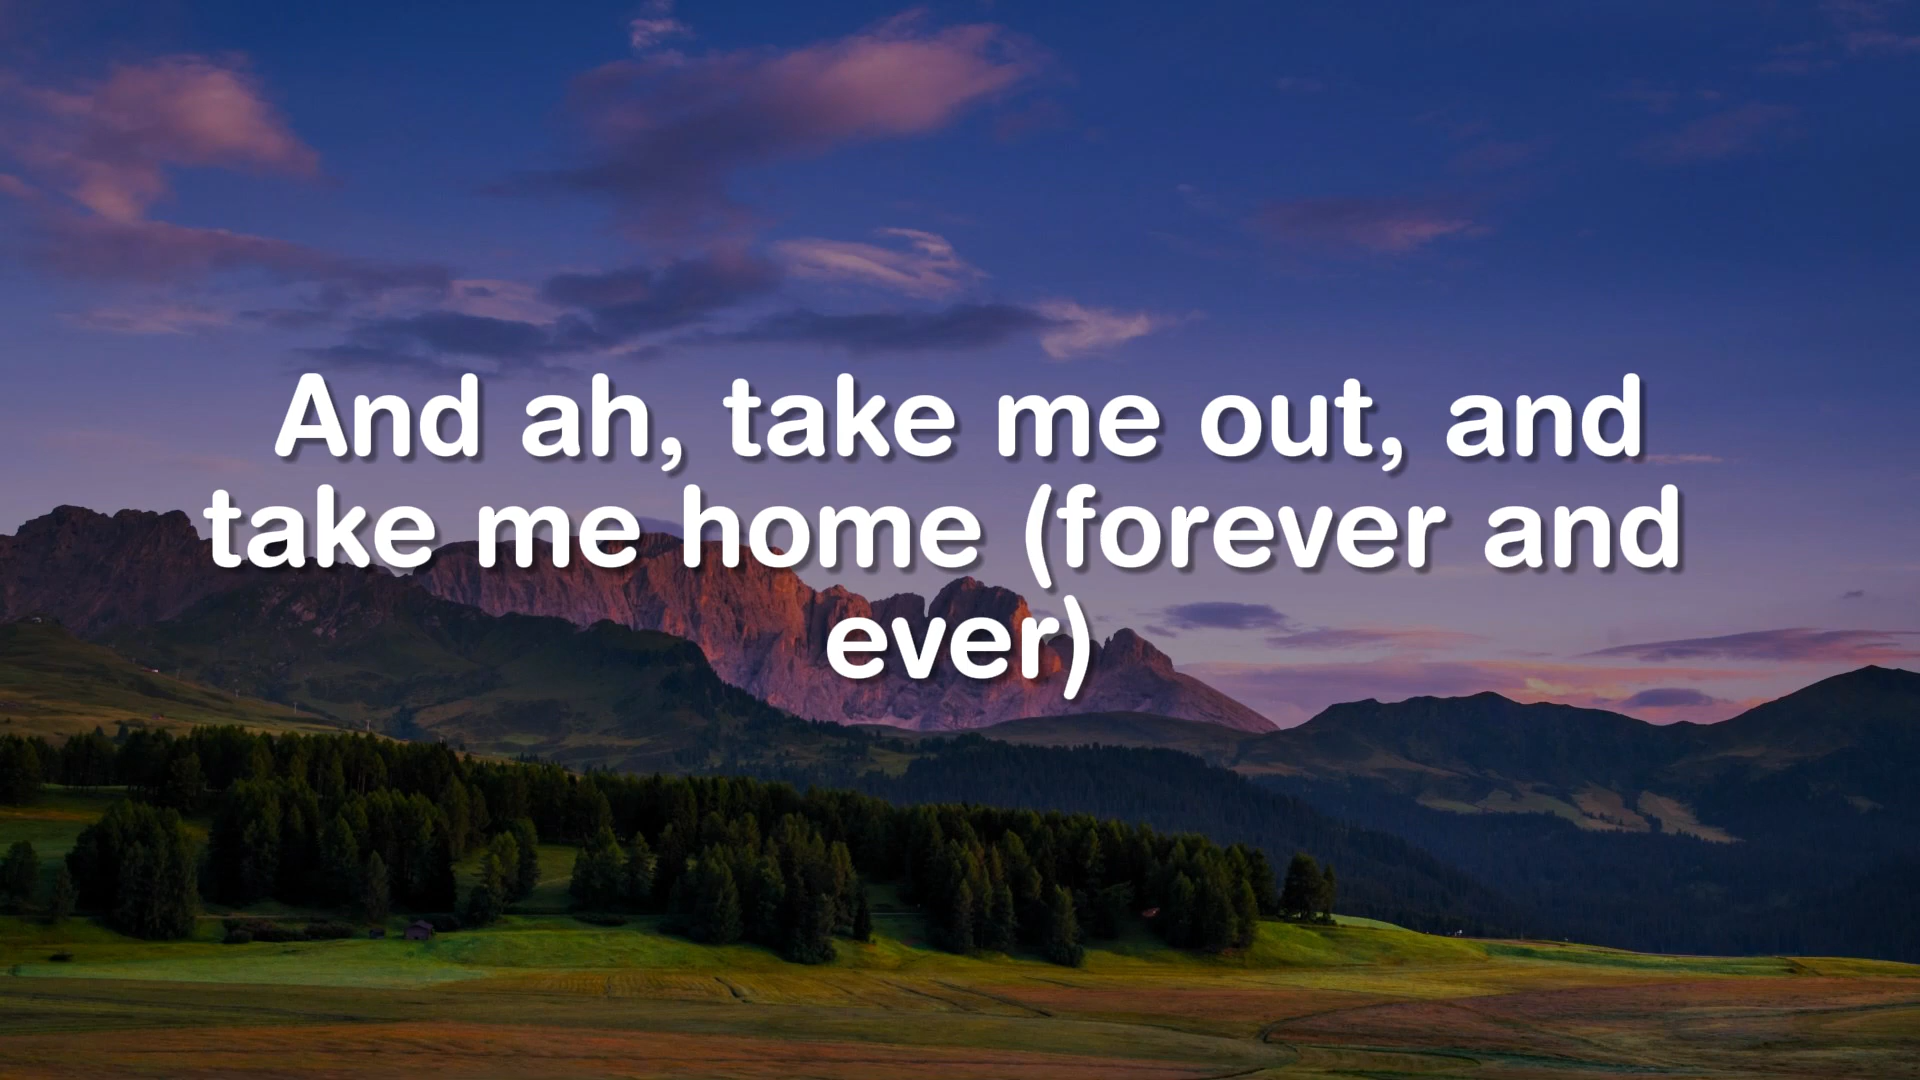 And ah, take me out, and
take me home (forever and
ever)